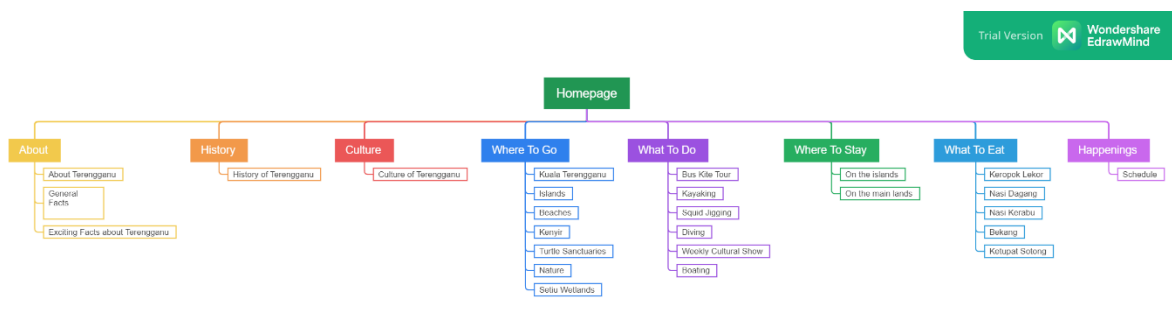 Trial Version
Wondershare
EdrawMind
Homepage
About
History
Culture
Where To Go
What To Do
Where To Stay
What To Eat
Happenings
About Terengganu
General
Facts
Exciting Facts about Terengganu
History of Terengganu
Culture of Terengganu
Kuala Terengganu
Islands
Beaches
Kenyir
Turtle Sanctuaries
Nature
Setiu Wetlands
Bus Kite Tour
Kayaking
Squid Jigging
Diving
Weekly Cultural Show
Boating
On the islands
On the main lands
Keropok Lekor
Nasi Dagang
Nasi Kerabu
Bekang
Ketupat Sotong
Schedule